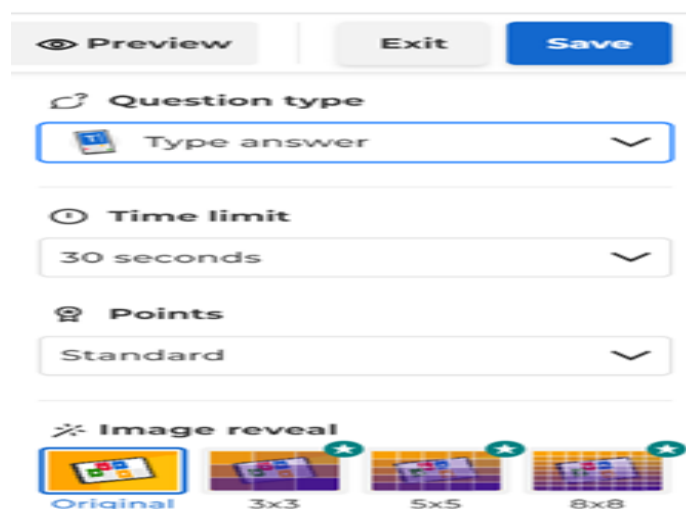 Preview Exit Save
Question type
Type answer
Time limit
30 seconds
Points
Standard
Image reveal
Original 3x3 5x5 8x8